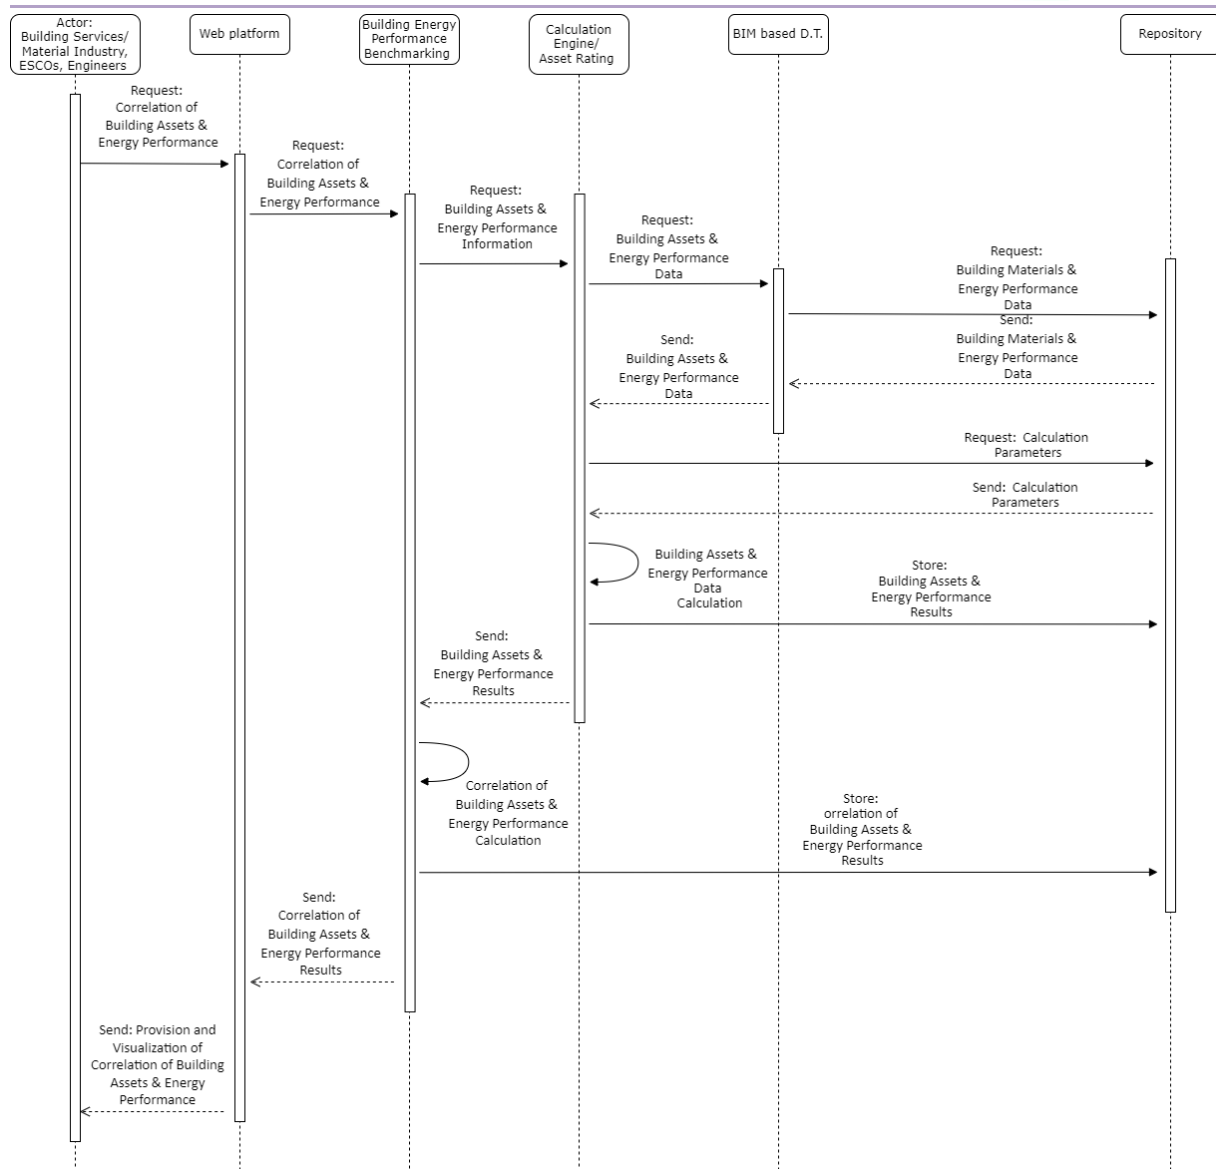 Actor:
Building Services/
Material Industry,
ESCOs, Engineers
Web platform
Building Energy
Performance
Benchmarking
Calculation
Engine/
Asset Rating
BIM based D.T.
Repository
Request:
Correlation of
Building Assets &
Energy Performance
Request:
Correlation of
Building Assets &
Energy Performance
Request:
Building Assets &
Energy Performance
Information
Request:
Building Assets &
Energy Performance
Data
Request:
Building Materials &
Energy Performance
Data
Send:
Building Materials &
Energy Performance
Data
Send:
Building Assets &
Energy Performance
Data
Request: Calculation
Parameters
Send: Calculation
Parameters
Building Assets &
Energy Performance
Data
Calculation
Store:
Building Assets &
Energy Performance
Results
Send:
Building Assets &
Energy Performance
Results
Correlation of
Building Assets &
Energy Performance
Calculation
Store:
orrelation of
Building Assets &
Energy Performance
Results
Send:
Correlation of
Building Assets &
Energy Performance
Results
Send: Provision and
Visualization of
Correlation of Building
Assets & Energy
Performance